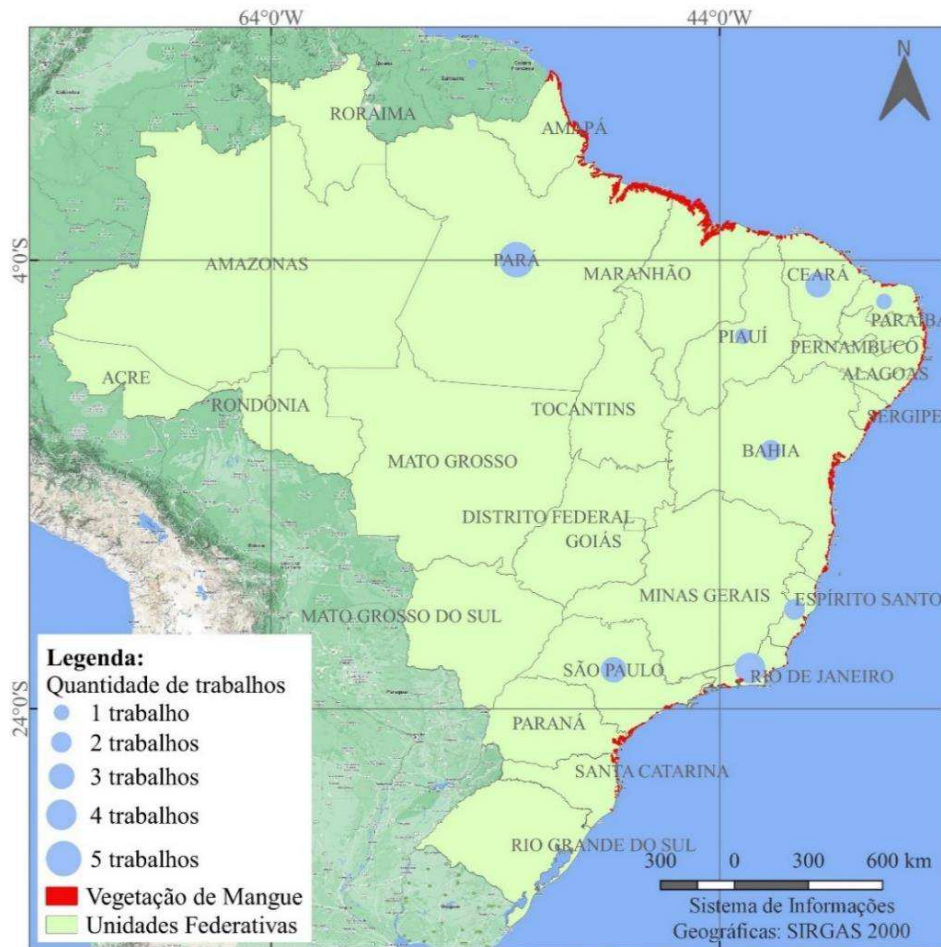 64°0'W
44°0'W
N
RORAIMA
AMAPÁ
4°0'S
AMAZONAS
PARÁ
MARANHÃO
CEARÁ
PARAÍBA
PIAUÍ
PERNAMBUCO
ALAGOAS
ACRE
RONDÔNIA
TOCANTINS
SERGIPE
MATO GROSSO
BAHIA
DISTRITO FEDERAL
GOIÁS
MINAS GERAIS
ESPÍRITO SANTO
MATO GROSSO DO SUL
SÃO PAULO
RIO DE JANEIRO
24°0'S
PARANÁ
SANTA CATARINA
RIO GRANDE DO SUL
Legenda:
Quantidade de trabalhos
1 trabalho
2 trabalhos
3 trabalhos
4 trabalhos
5 trabalhos
Vegetação de Mangue
Unidades Federativas
300 0 300 600 km
Sistema de Informações
Geográficas: SIRGAS 2000